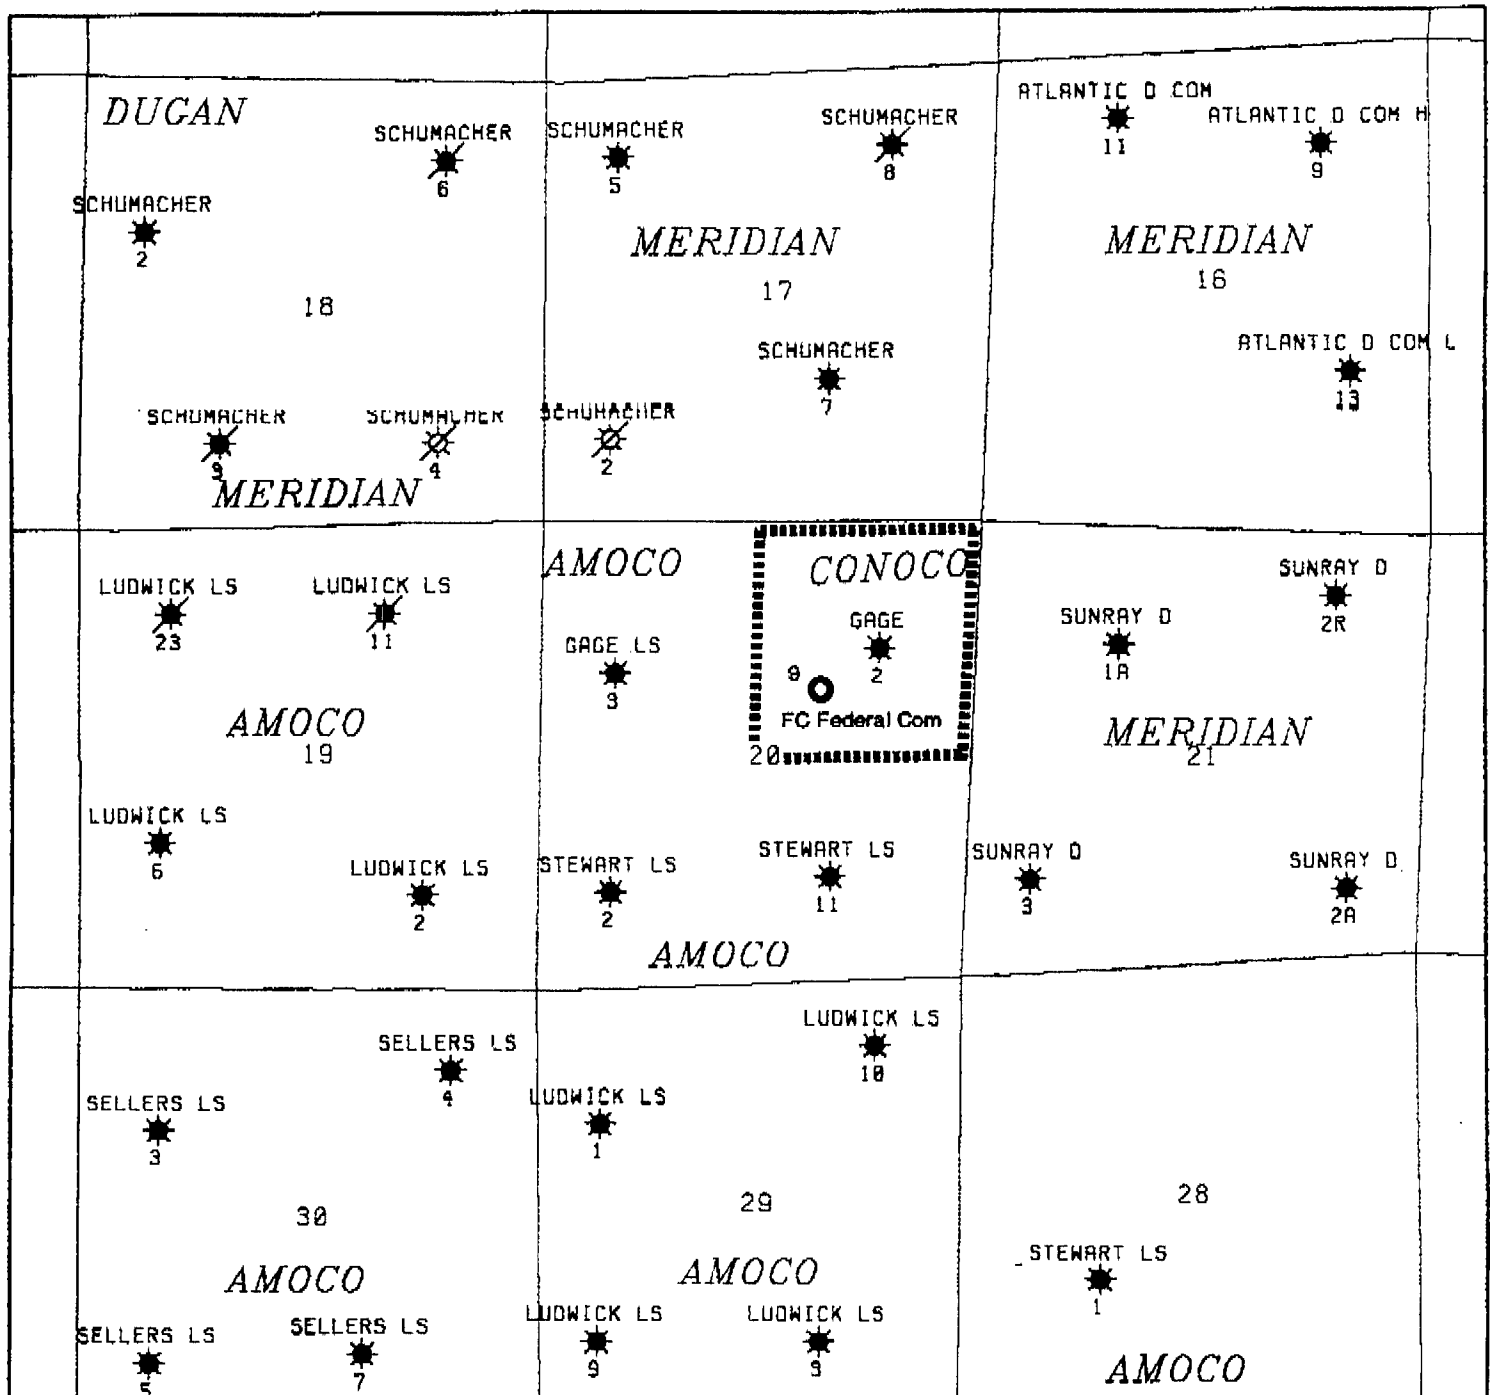 DUGAN
SCHUMACHER
6
SCHUMACHER
5
SCHUMACHER
8
ATLANTIC D COM
11
ATLANTIC D COM H
9
SCHUMACHER
2
MERIDIAN
17
MERIDIAN
16
18
SCHUMACHER
7
ATLANTIC D COM L
13
SCHUMACHER
3
SCHUMACHER
4
SCHUMACHER
2
MERIDIAN
AMOCO
CONOCO
LUDWICK LS
23
LUDWICK LS
11
GAGE LS
3
GAGE
2
9
FC Federal Com
20
SUNRAY D
1A
SUNRAY D
2R
AMOCO
19
MERIDIAN
21
LUDWICK LS
6
LUDWICK LS
2
STEWART LS
2
STEWART LS
11
SUNRAY D
3
SUNRAY D
2A
AMOCO
SELLERS LS
4
LUDWICK LS
10
SELLERS LS
3
LUDWICK LS
1
30
29
28
AMOCO
AMOCO
STEWART LS
1
SELLERS LS
5
SELLERS LS
7
LUDWICK LS
9
LUDWICK LS
3
AMOCO